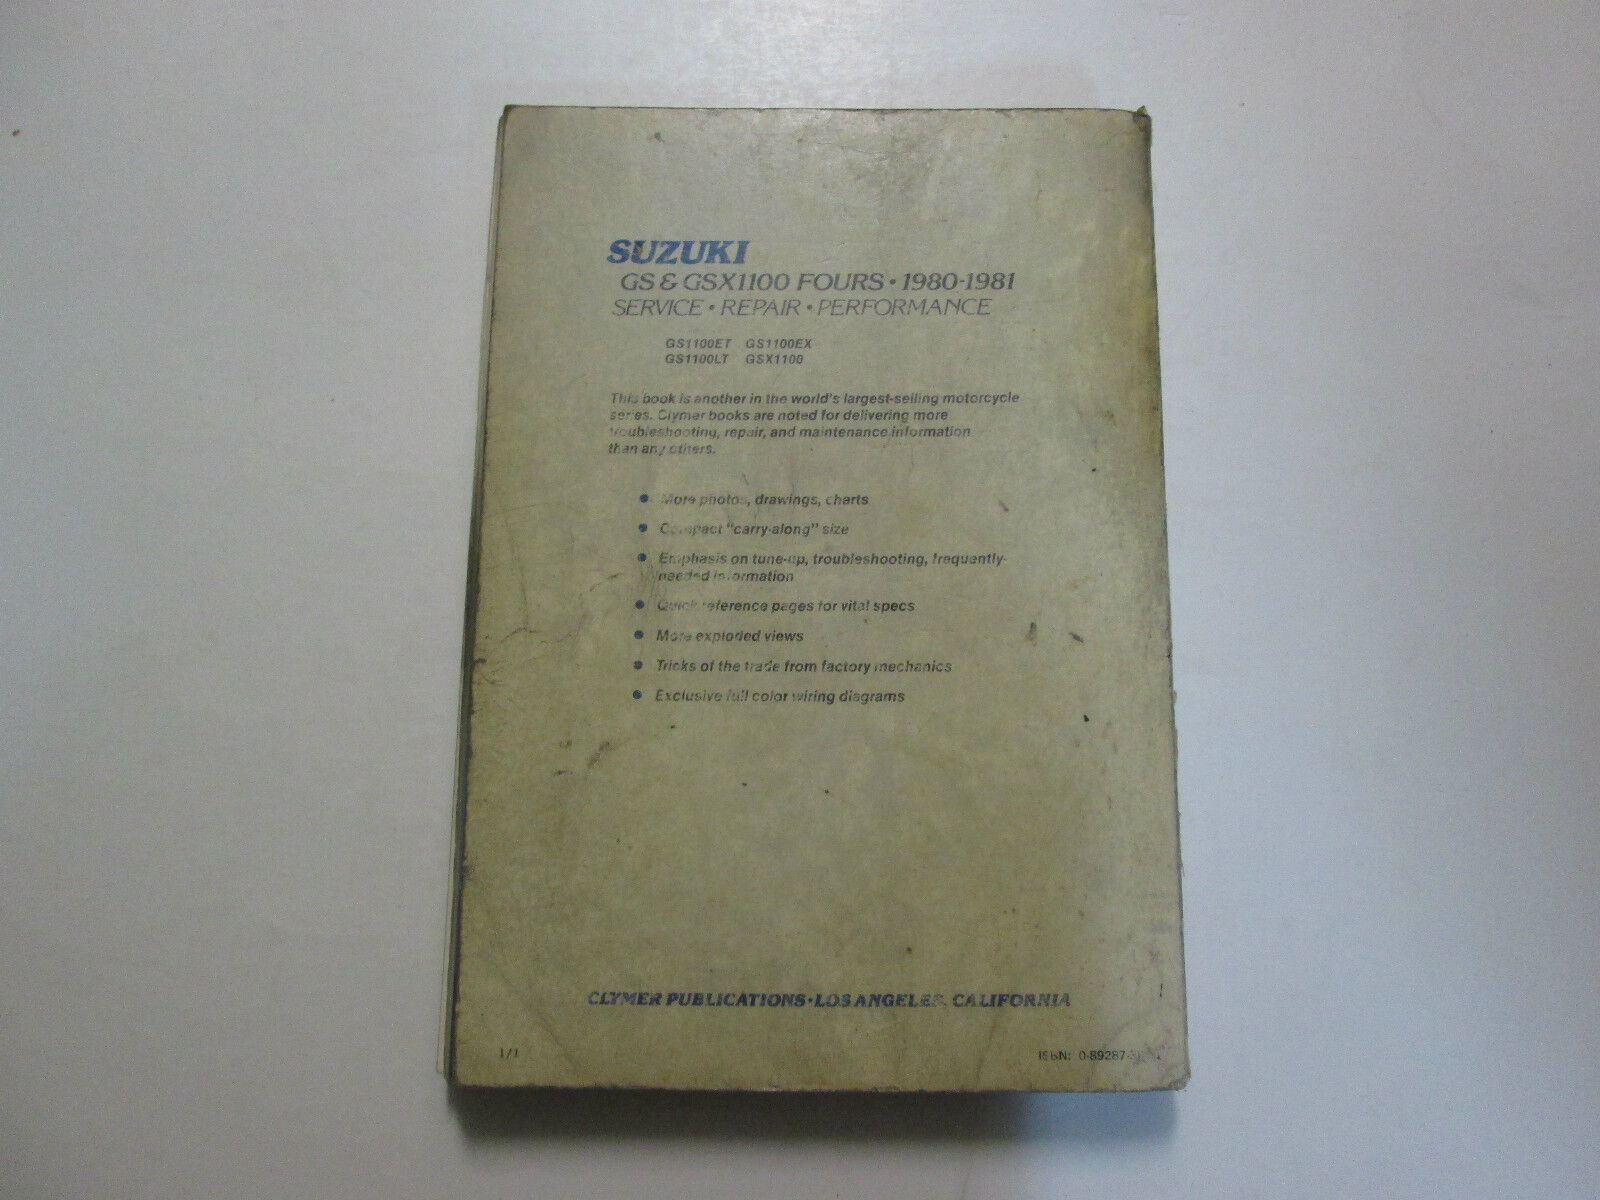 SUZUKI
GS & GSX1100 FOURS • 1980-1981
SERVICE • REPAIR • PERFORMANCE
GS1100ET GS1100EX
GS1100LT GSX1100
This book is another in the world's largest-selling motorcycle
series. Clymer books are noted for delivering more
troubleshooting, repair, and maintenance information
than any others.
• More photos, drawings, charts
• Compact "carry-along" size
• Emphasis on tune-up, troubleshooting, frequently-
needed information
• Quick reference pages for vital specs
• More exploded views
• Tricks of the trade from factory mechanics
• Exclusive full color wiring diagrams
CLYMER PUBLICATIONS • LOS ANGELES, CALIFORNIA
1/1
ISBN: 0-89287-